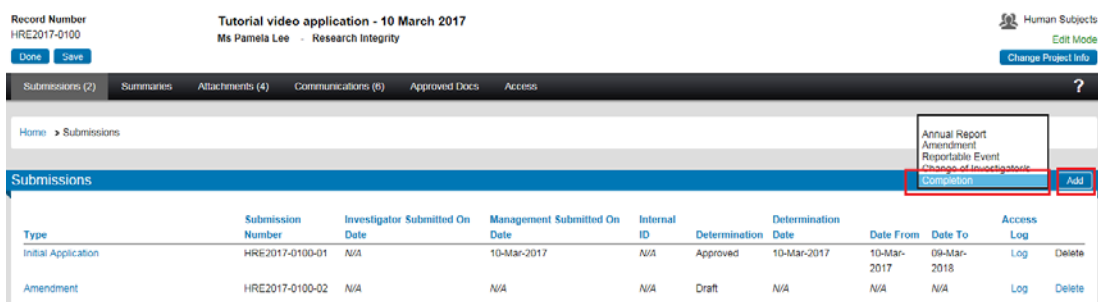 Record Number
HRE2017-0100
Done Save
Tutorial video application - 10 March 2017
Ms Pamela Lee - Research Integrity
Human Subjects
Edit Mode
Change Project Info
Submissions (2) Summaries Attachments (4) Communications (6) Approved Docs Access ?
Home > Submissions
Annual Report
Amendment
Reportable Event
Change of Investigator/s
Completion
Add
Submissions
Type Submission Number Investigator Submitted On Date Management Submitted On Date Internal ID Determination Determination Date Date From Date To Access Log
Initial Application HRE2017-0100-01 N/A 10-Mar-2017 N/A Approved 10-Mar-2017 10-Mar-2017 09-Mar-2018 Log Delete
Amendment HRE2017-0100-02 N/A N/A N/A Draft N/A N/A N/A Log Delete